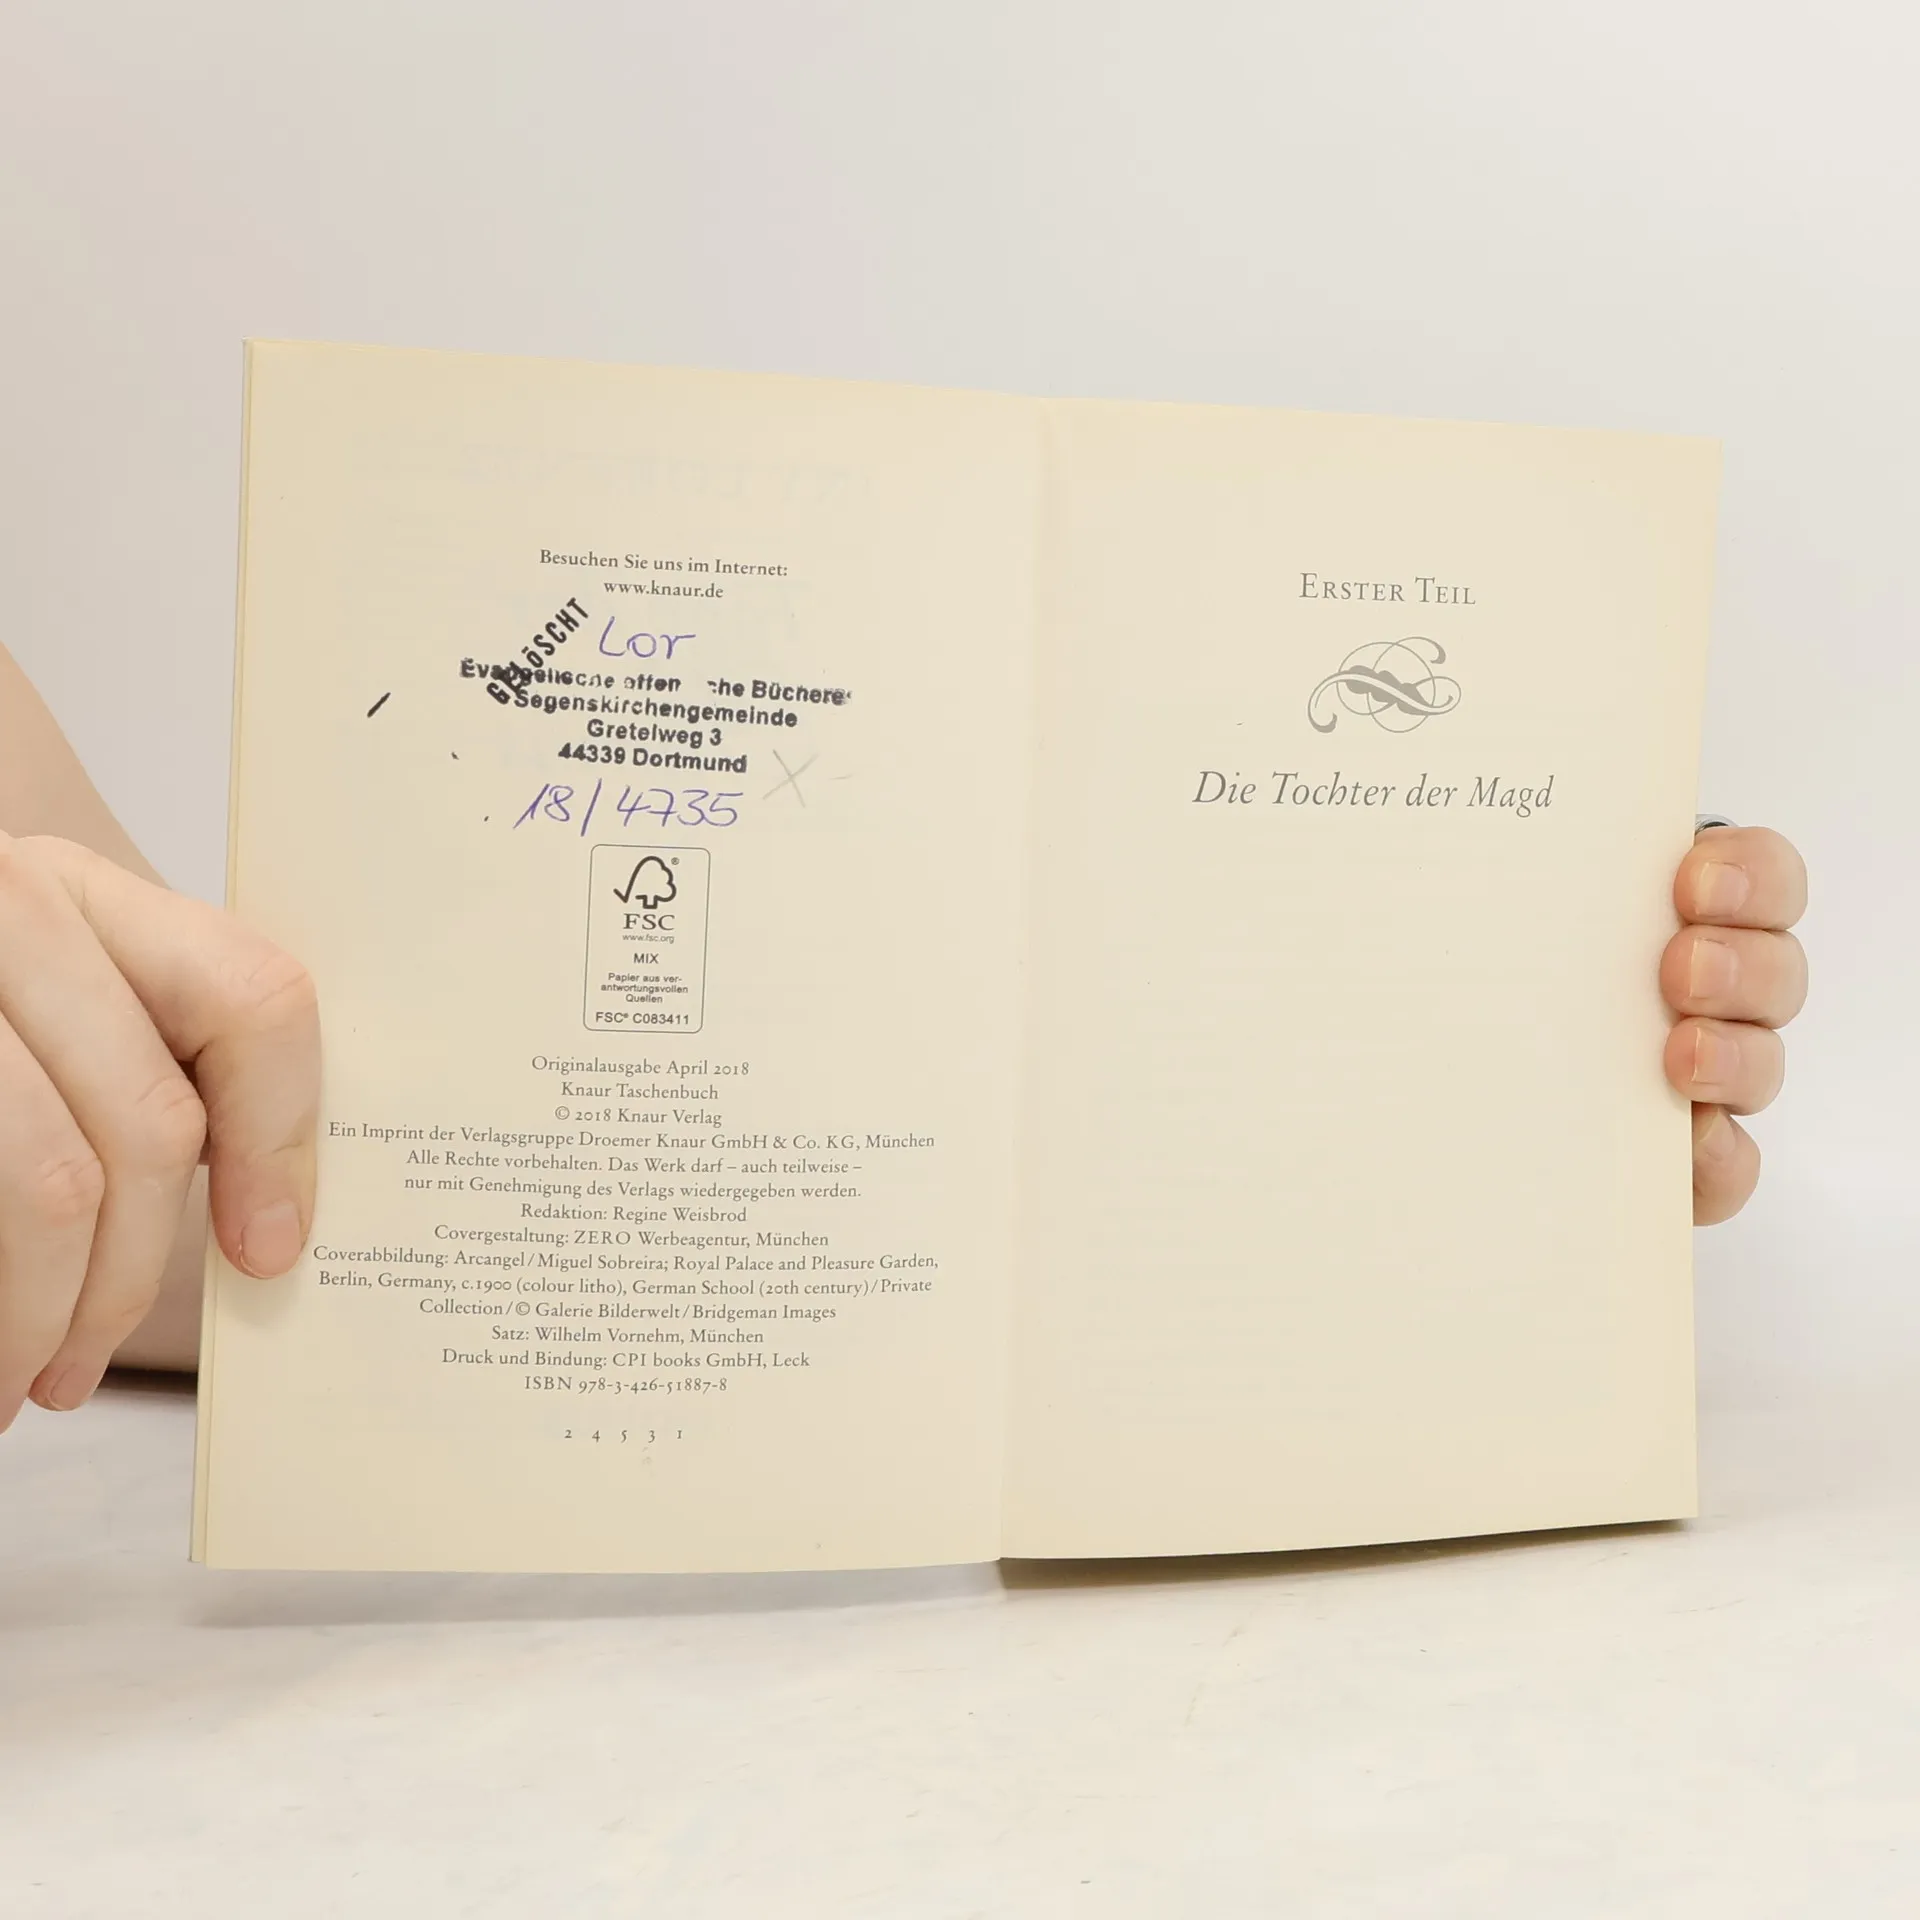 Besuchen Sie uns im Internet:
www.knaur.de
GELÖSCHT
Lor
Evangelische
Segenskirchengemeinde
Gretelweg 3
44339 Dortmund
18/4735
FSC
www.fsc.org
MIX
Papier aus ver-
antwortungsvollen
Quellen
FSC® C083411
Originalausgabe April 2018
Knaur Taschenbuch
© 2018 Knaur Verlag
Ein Imprint der Verlagsgruppe Droemer Knaur GmbH & Co. KG, München
Alle Rechte vorbehalten. Das Werk darf – auch teilweise –
nur mit Genehmigung des Verlags wiedergegeben werden.
Redaktion: Regine Weisbrod
Covergestaltung: ZERO Werbeagentur, München
Coverabbildung: Arcangel/Miguel Sobreira; Royal Palace and Pleasure Garden,
Berlin, Germany, c.1900 (colour litho), German School (20th century)/Private
Collection/© Galerie Bilderwelt/Bridgeman Images
Satz: Wilhelm Vornehm, München
Druck und Bindung: CPI books GmbH, Leck
ISBN 978-3-426-51887-8
2 4 5 3 1
ERSTER TEIL
Die Tochter der Magd